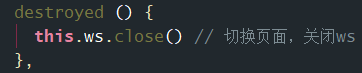 destroyed () {
  this.ws.close() // 切换页面，关闭ws
},